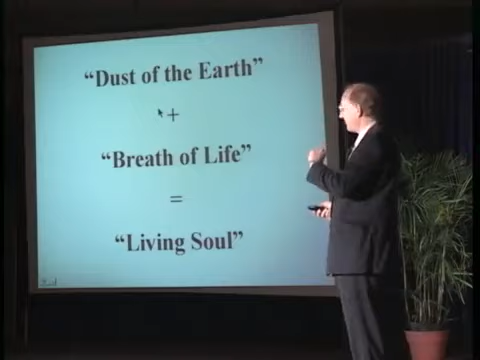 “Dust of the Earth”
+
“Breath of Life”
=
“Living Soul”